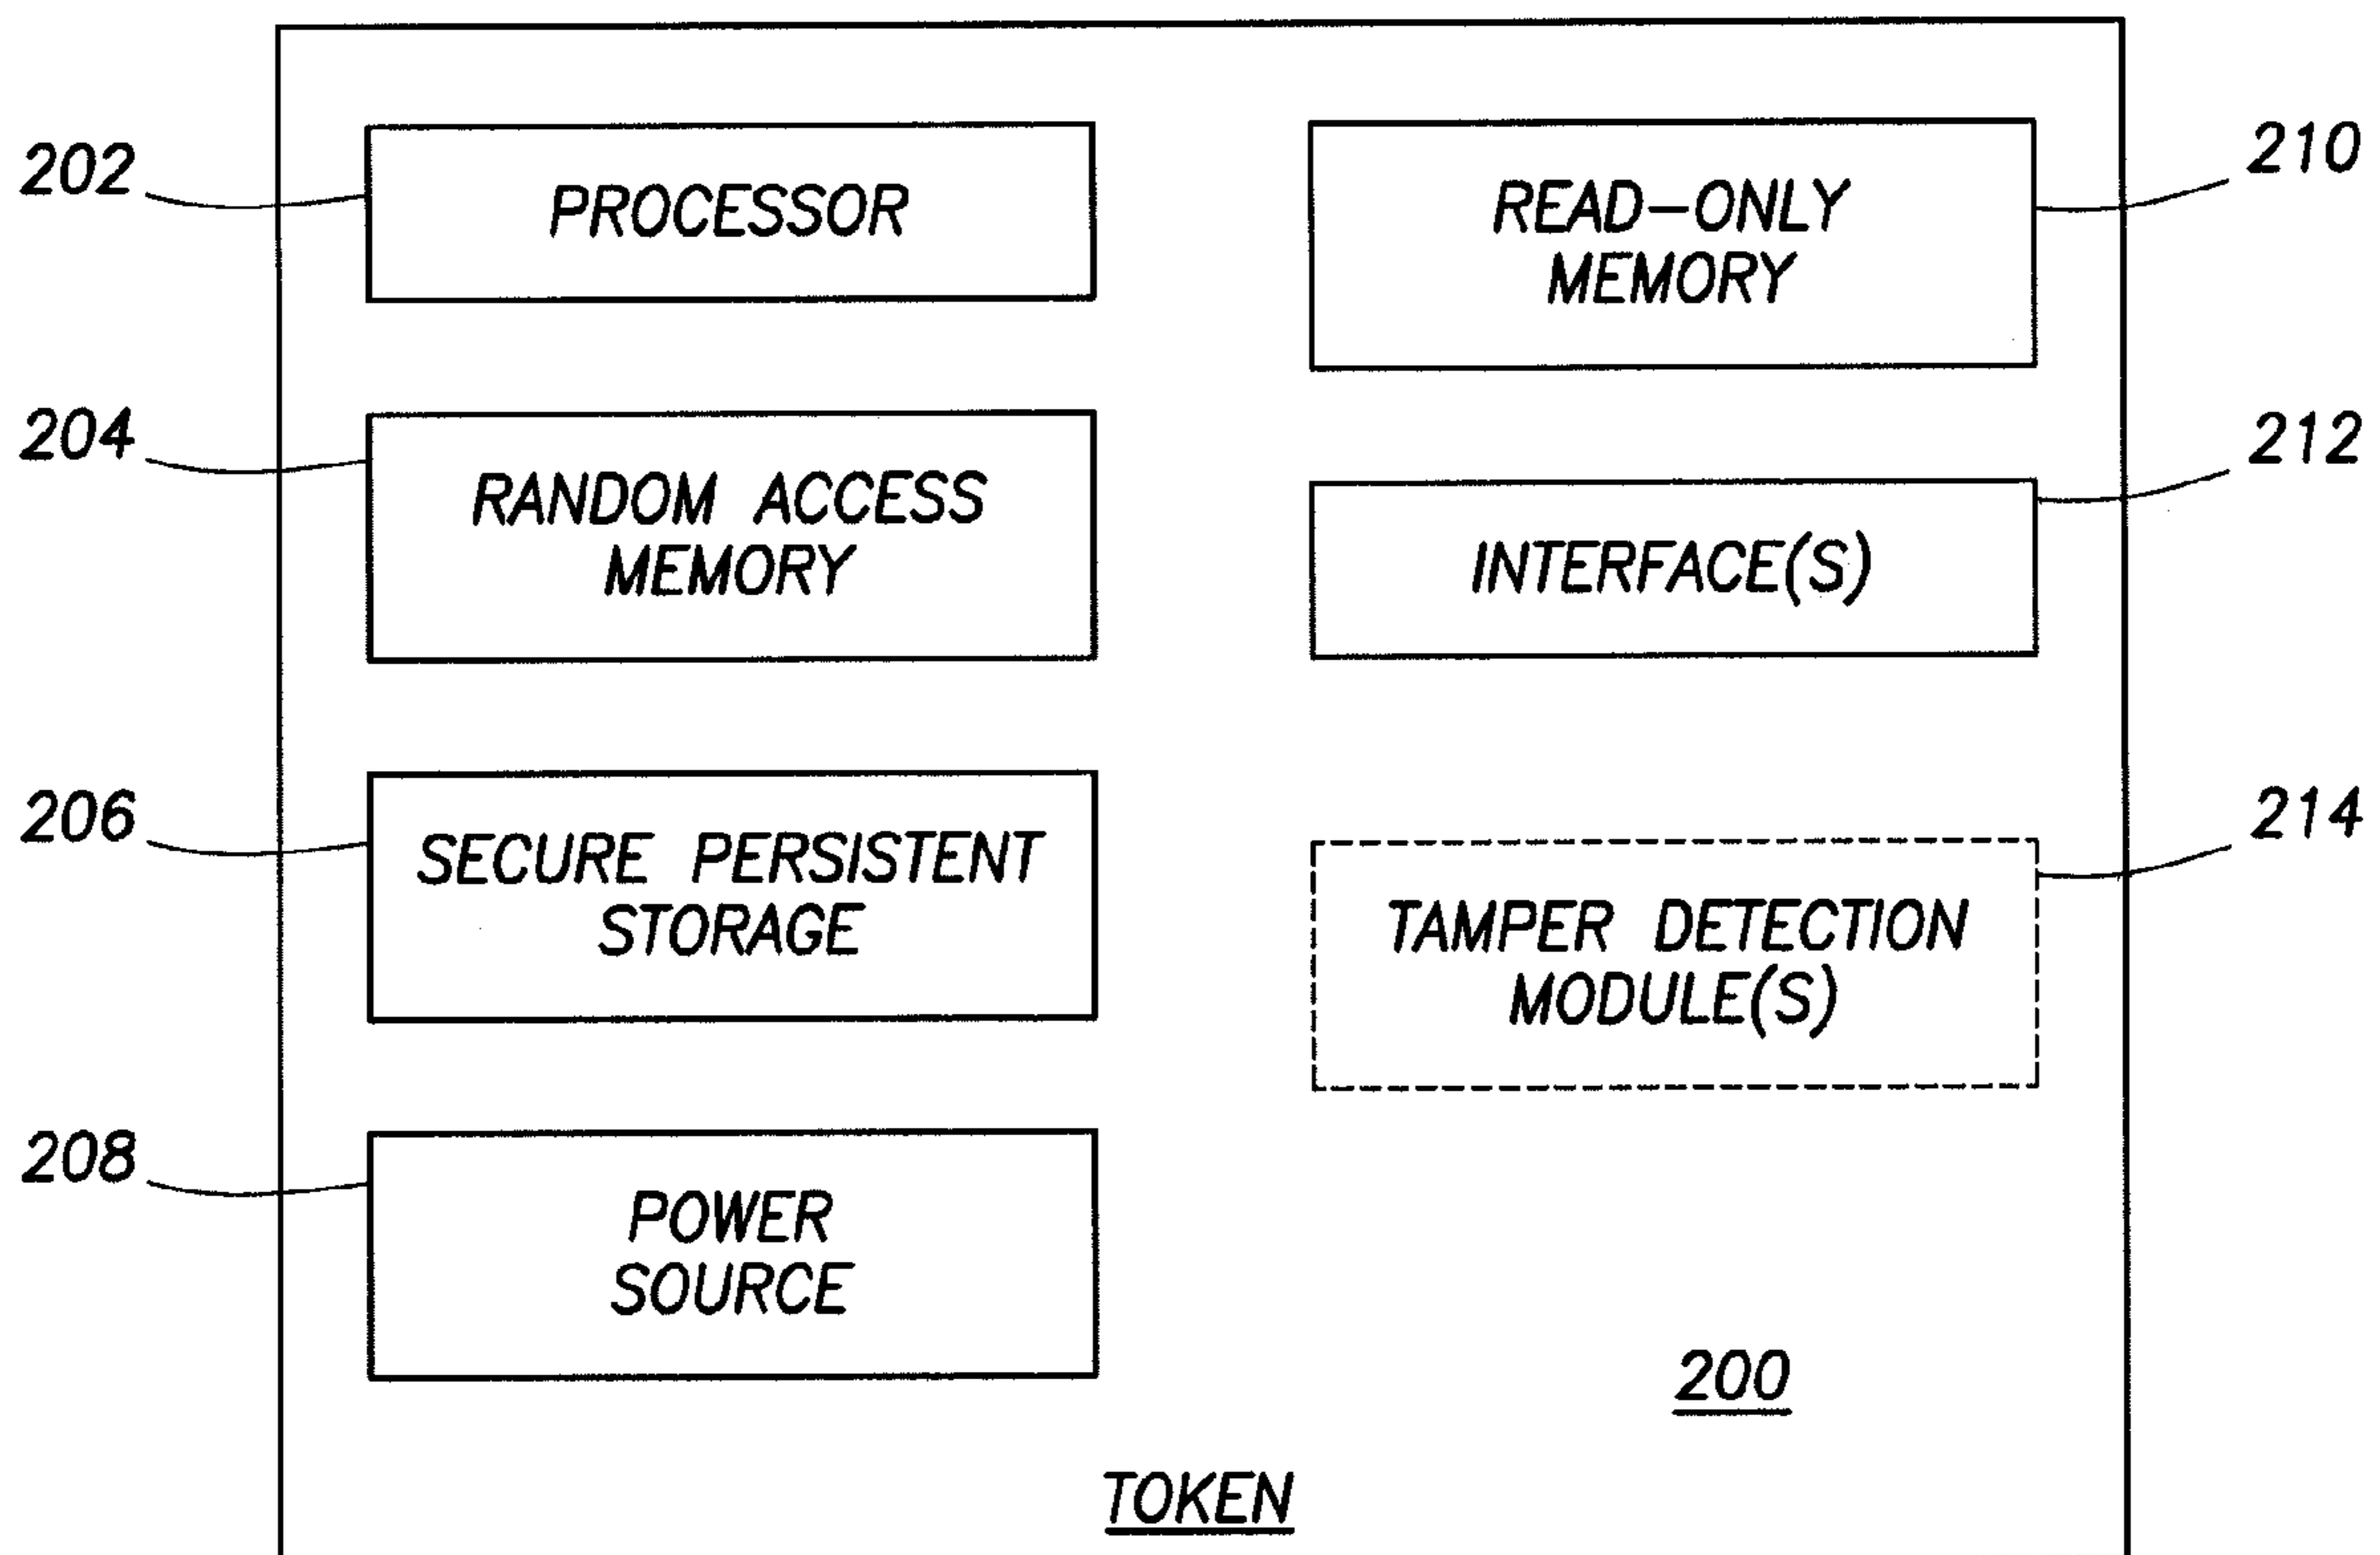 202
PROCESSOR
204
RANDOM ACCESS
MEMORY
206
SECURE PERSISTENT
STORAGE
208
POWER
SOURCE
210
READ-ONLY
MEMORY
212
INTERFACE(S)
214
TAMPER DETECTION
MODULE(S)
200
TOKEN